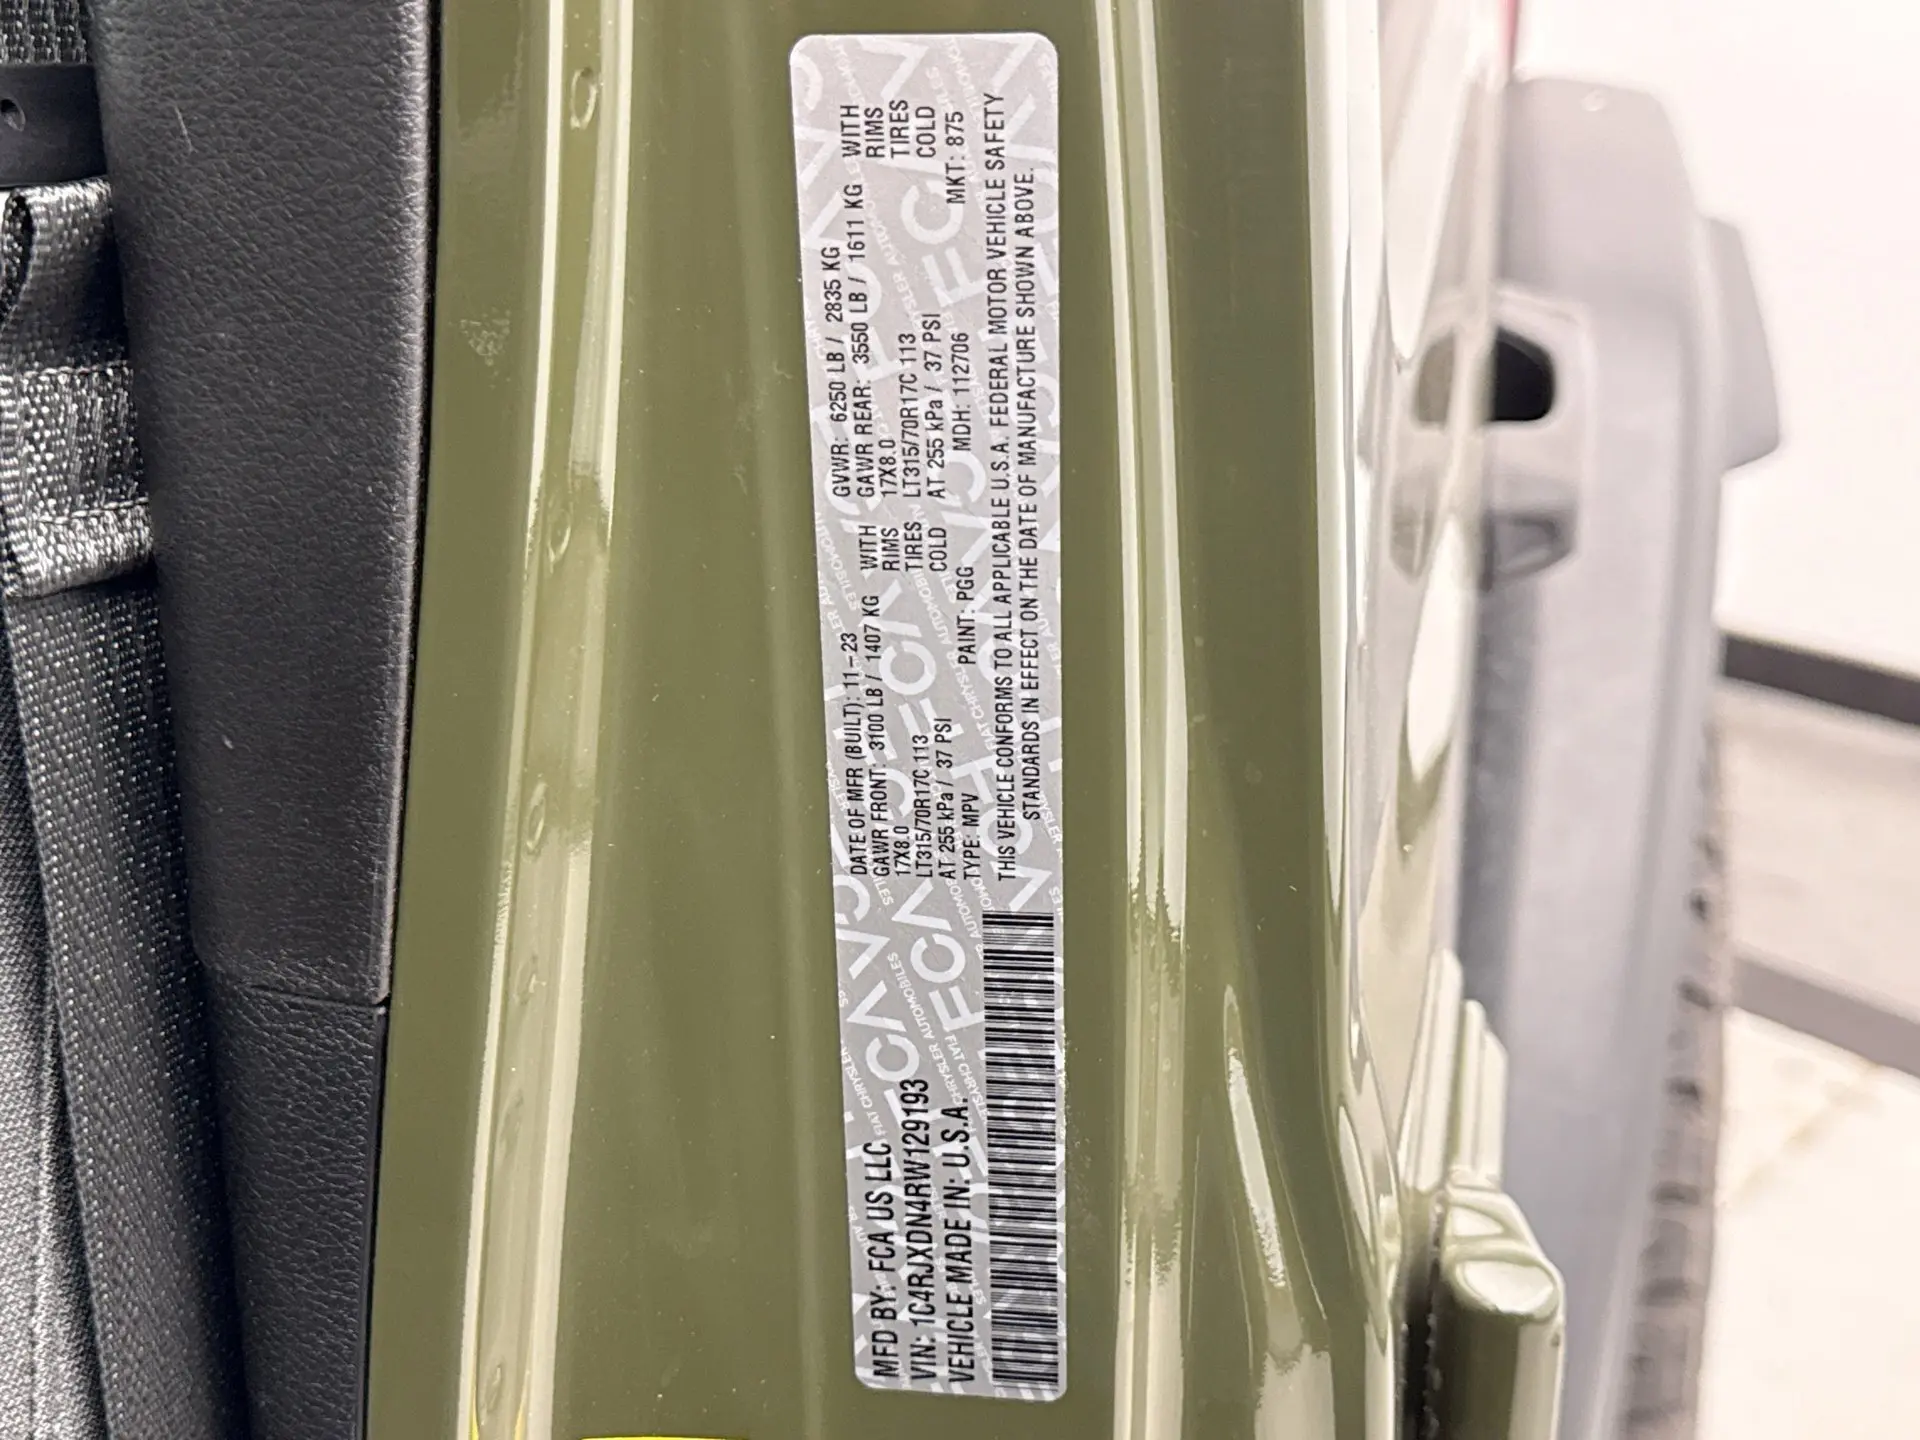 MFD BY: FCA US LLC
VIN: 1C4RJXDN4RW129193
VEHICLE MADE IN: U.S.A.
DATE OF MFR (BUILT): 11-23 GVWR: 6250 LB / 2835 KG
GAWR FRONT: 3100 LB / 1407 KG WITH GAWR REAR: 3550 LB / 1611 KG WITH
17X8.0 RIMS 17X8.0 RIMS
LT315/70R17C 113 TIRES LT315/70R17C 113 TIRES
AT 255 kPa / 37 PSI COLD AT 255 kPa / 37 PSI COLD
TYPE: MPV PAINT: PGG MDH: 112706 MKT: 875
THIS VEHICLE CONFORMS TO ALL APPLICABLE U.S.A. FEDERAL MOTOR VEHICLE SAFETY
STANDARDS IN EFFECT ON THE DATE OF MANUFACTURE SHOWN ABOVE.